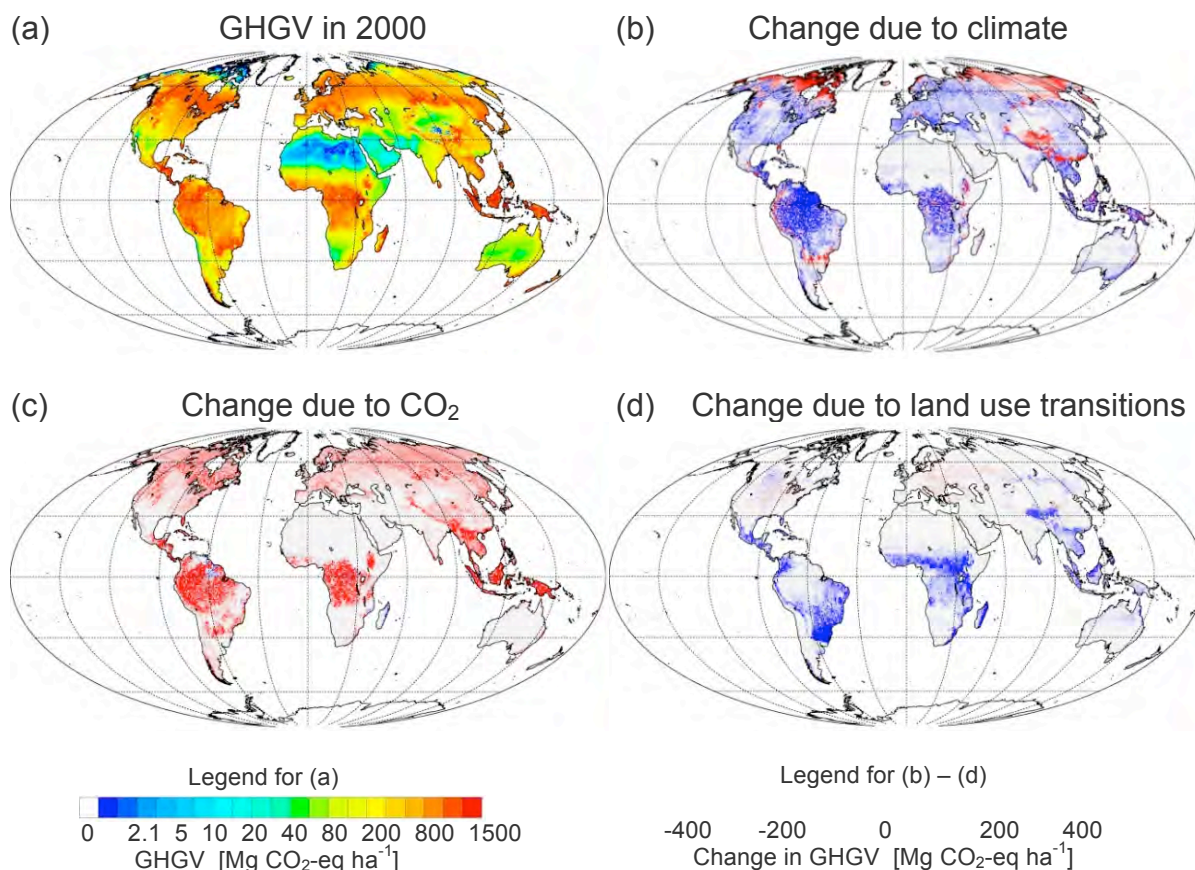 (a) GHGV in 2000
(b) Change due to climate
(c) Change due to CO₂
(d) Change due to land use transitions
Legend for (a)
0 2.1 5 10 20 40 80 200 800 1500
GHGV [Mg CO₂-eq ha⁻¹]
Legend for (b) – (d)
-400 -200 0 200 400
Change in GHGV [Mg CO₂-eq ha⁻¹]